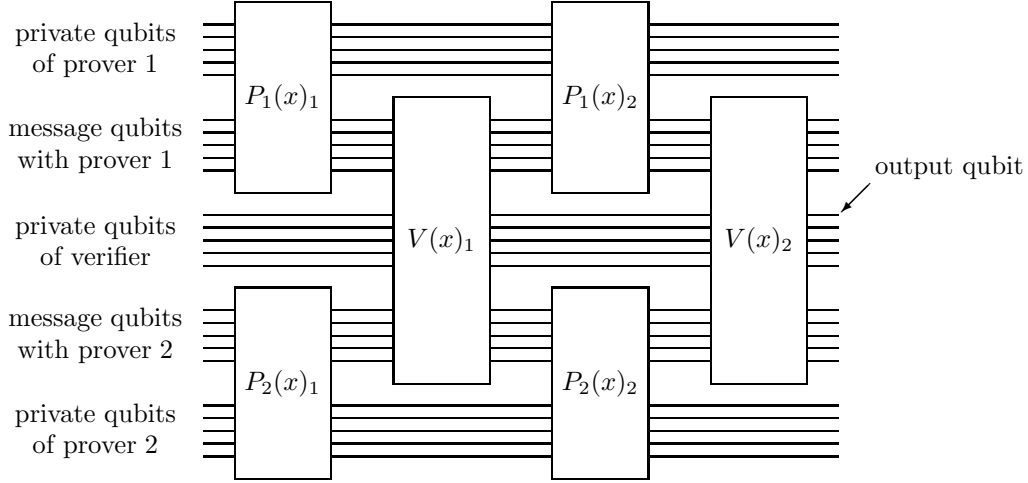 private qubits
of prover 1
message qubits
with prover 1
private qubits
of verifier
message qubits
with prover 2
private qubits
of prover 2
P₁(x)₁
P₁(x)₂
V(x)₁
V(x)₂
P₂(x)₁
P₂(x)₂
output qubit